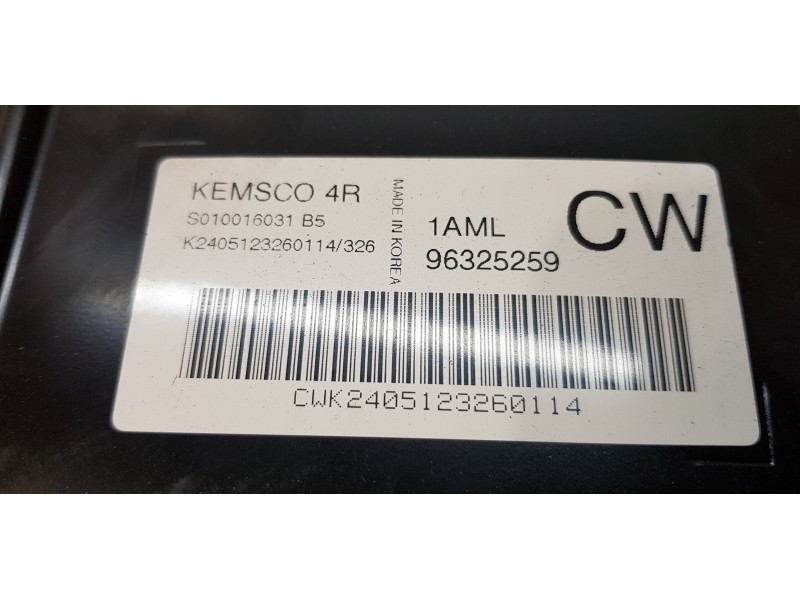 KEMSCO 4R
S010016031 B5
K2405123260114/326
MADE IN KOREA
1AML
96325259
CW
CWK2405123260114